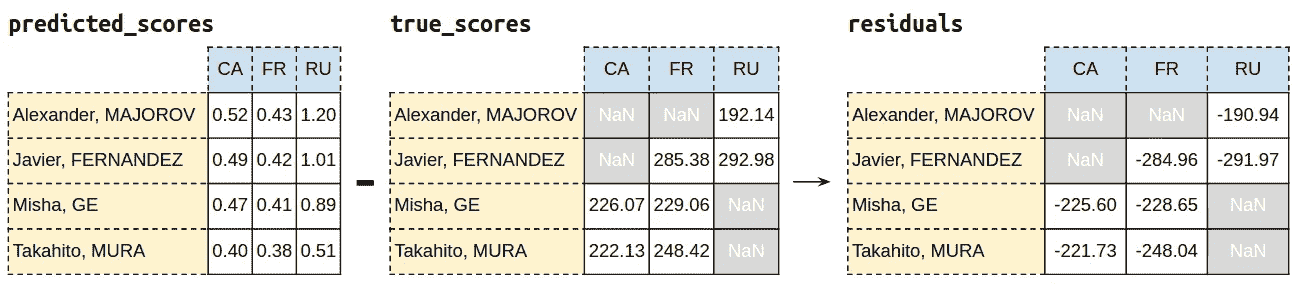 predicted_scores true_scores residuals
CA FR RU CA FR RU CA FR RU
Alexander, MAJOROV 0.52 0.43 1.20 Alexander, MAJOROV NaN NaN 192.14 Alexander, MAJOROV NaN NaN -190.94
Javier, FERNANDEZ 0.49 0.42 1.01 Javier, FERNANDEZ NaN 285.38 292.98 Javier, FERNANDEZ NaN -284.96 -291.97
Misha, GE 0.47 0.41 0.89 Misha, GE 226.07 229.06 NaN Misha, GE -225.60 -228.65 NaN
Takahito, MURA 0.40 0.38 0.51 Takahito, MURA 222.13 248.42 NaN Takahito, MURA -221.73 -248.04 NaN